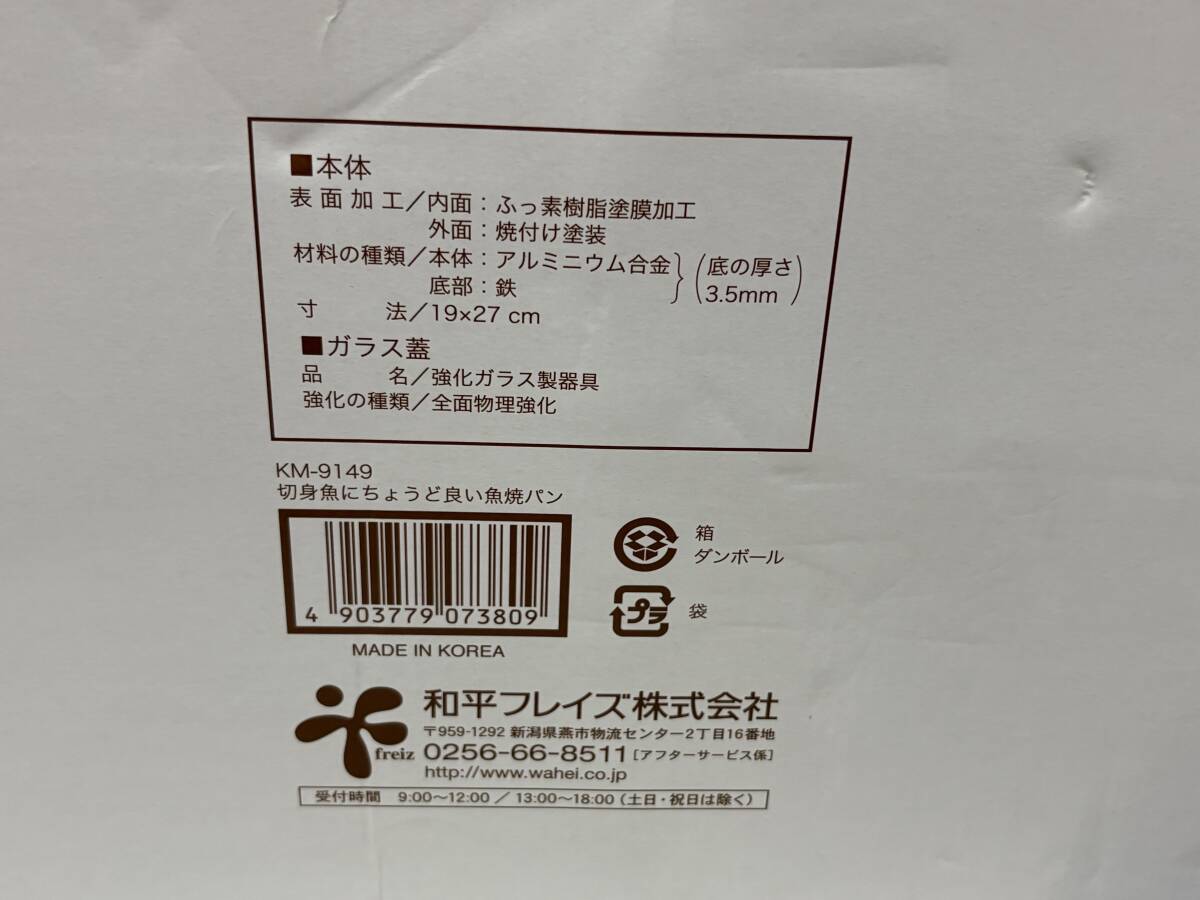 ■本体
表面加工／内面：ふっ素樹脂塗膜加工
外面：焼付け塗装
材料の種類／本体：アルミニウム合金
底部：鉄
（底の厚さ
3.5mm）
寸法／19×27 cm
■ガラス蓋
品名／強化ガラス製器具
強化の種類／全面物理強化
KM-9149
切身魚にちょうど良い魚焼パン
4 903779 073809
MADE IN KOREA
箱
ダンボール
プラ
袋
freiz
和平フレイズ株式会社
〒959-1292 新潟県燕市物流センター2丁目16番地
0256-66-8511［アフターサービス係］
http://www.wahei.co.jp
受付時間 9:00〜12:00 ／ 13:00〜18:00（土日・祝日は除く）